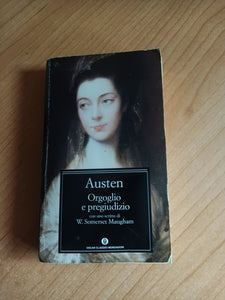 Austen
Orgoglio
e pregiudizio
con uno scritto di
W. Somerset Maugham
OSCAR CLASSICI MONDADORI